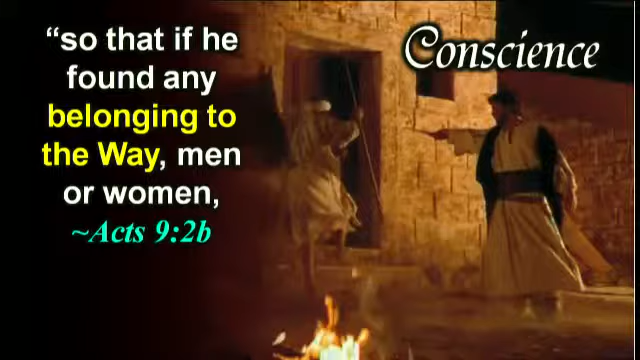 “so that if he
found any
belonging to
the Way, men
or women,
~Acts 9:2b
Conscience